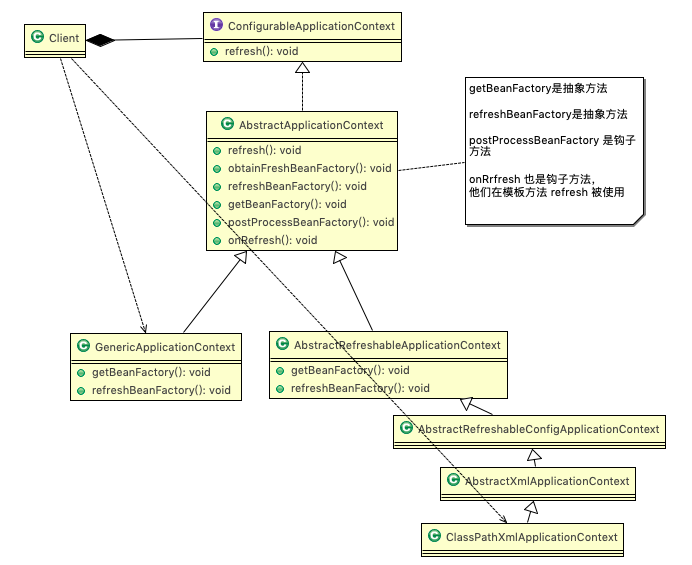 Client
ConfigurableApplicationContext
refresh(): void
AbstractApplicationContext
refresh(): void
obtainFreshBeanFactory(): void
refreshBeanFactory(): void
getBeanFactory(): void
postProcessBeanFactory(): void
onRefresh(): void
getBeanFactory是抽象方法
refreshBeanFactory是抽象方法
postProcessBeanFactory 是钩子
方法
onRrfresh 也是钩子方法,
他们在模板方法 refresh 被使用
GenericApplicationContext
getBeanFactory(): void
refreshBeanFactory(): void
AbstractRefreshableApplicationContext
getBeanFactory(): void
refreshBeanFactory(): void
AbstractRefreshableConfigApplicationContext
AbstractXmlApplicationContext
ClassPathXmlApplicationContext